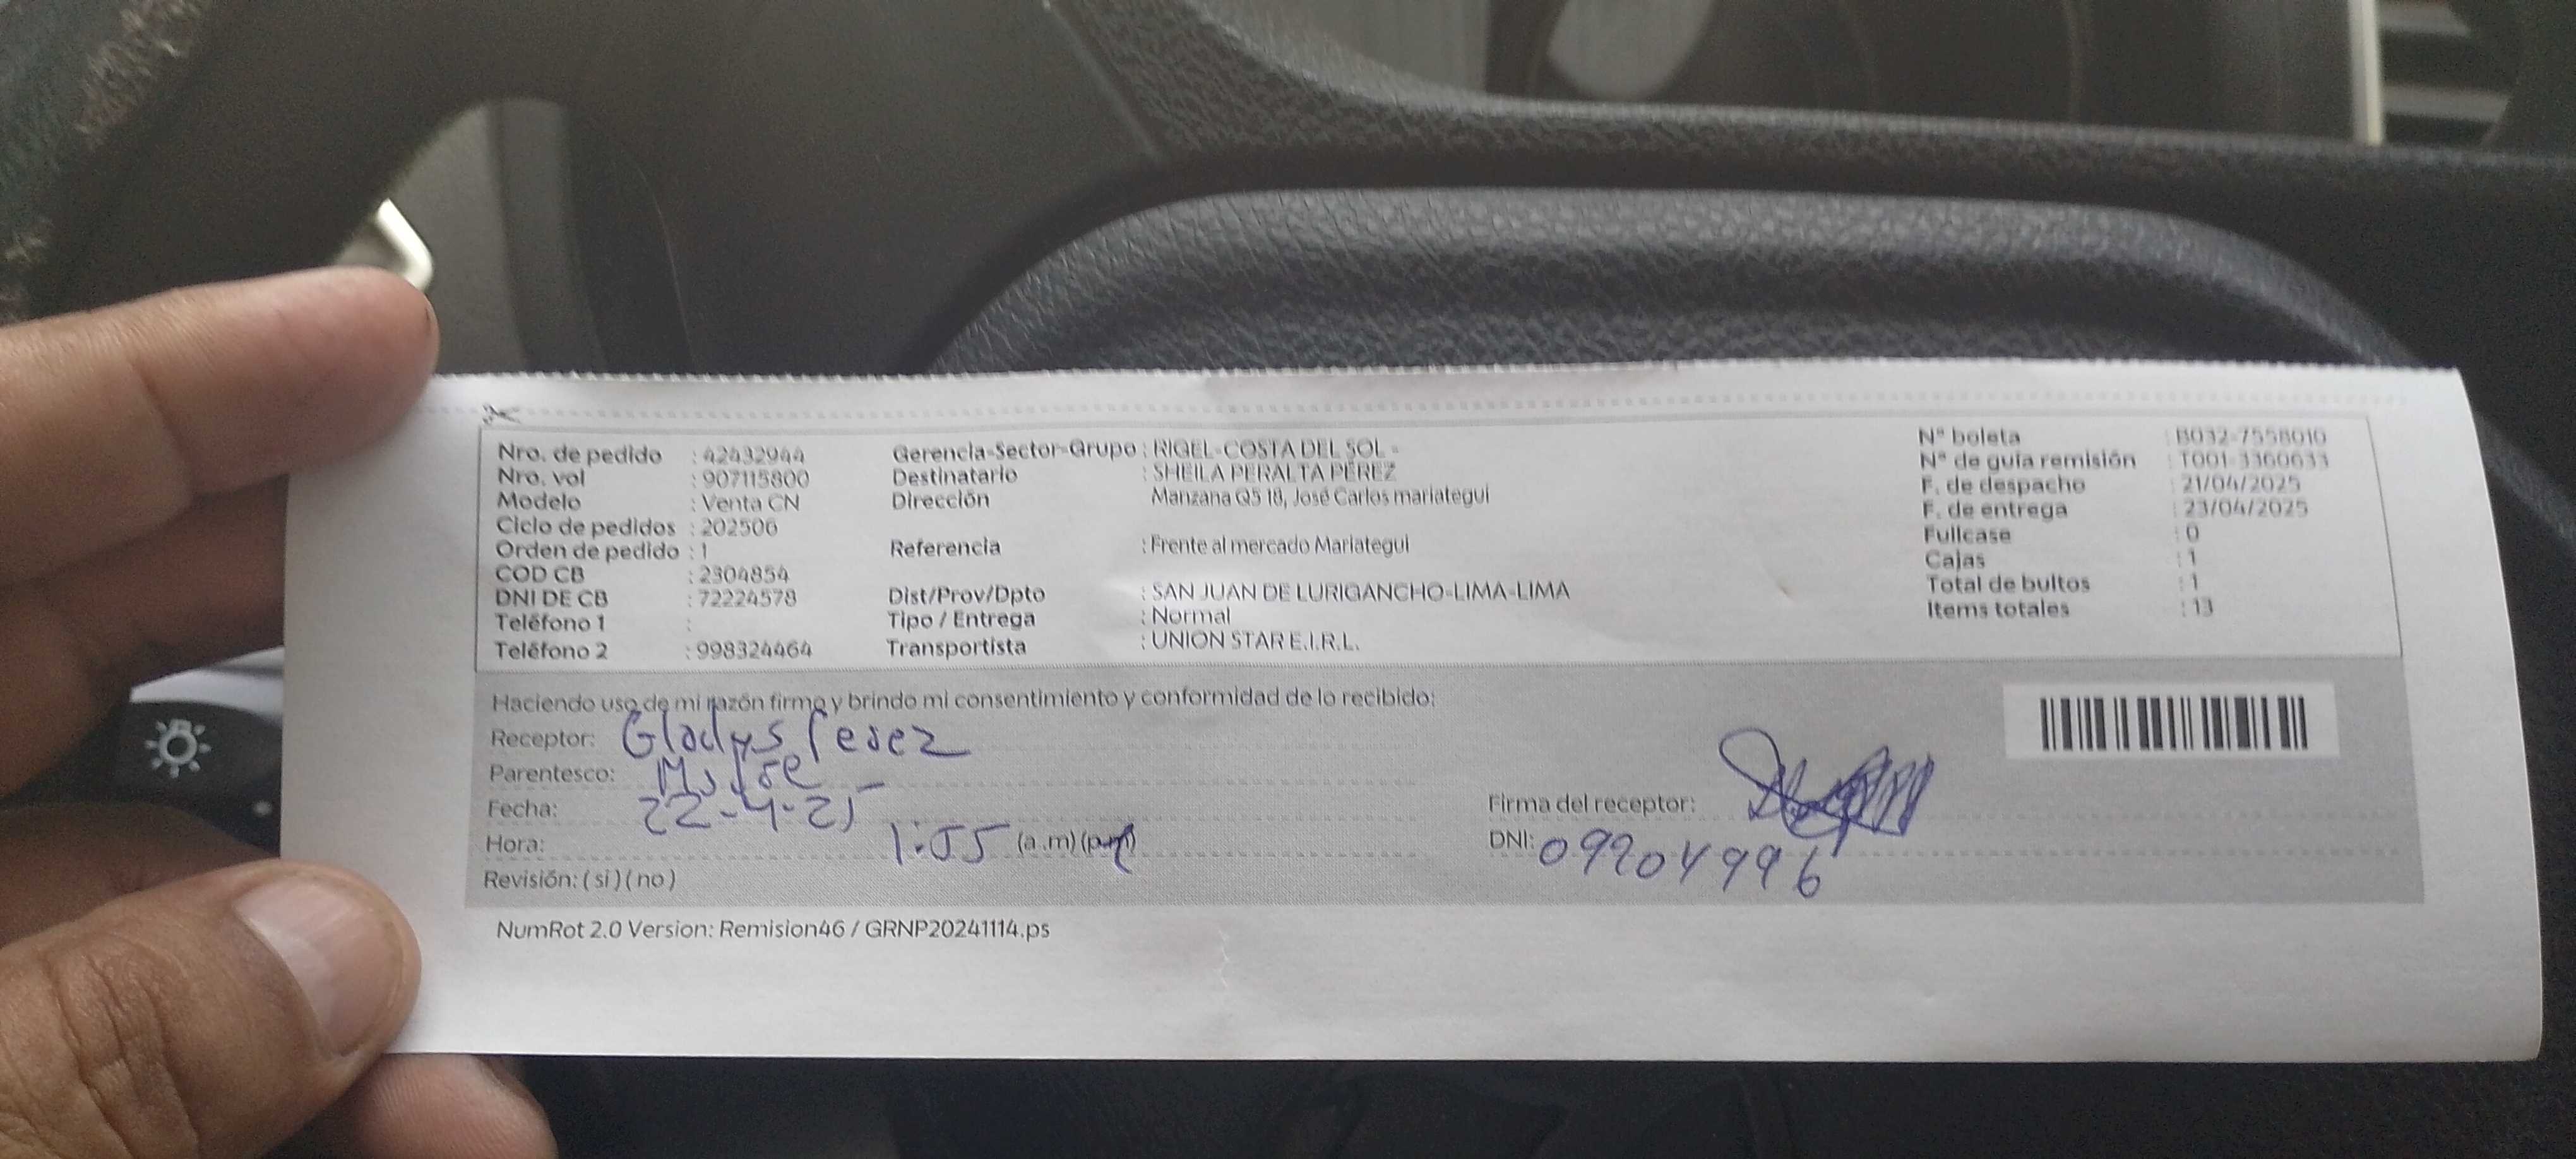 Nro. de pedido : 42432944
Nro. vol : 907115800
Modelo : Venta CN
Ciclo de pedidos : 202506
Orden de pedido : 1
COD CB : 2304854
DNI DE CB : 72224578
Teléfono 1 :
Teléfono 2 : 998324464
Gerencia-Sector-Grupo : RIGEL-COSTA DEL SOL -
Destinatario : SHEILA PERALTA PÉREZ
Dirección Manzana Q5 18, José Carlos mariategui
Referencia : Frente al mercado Mariategui
Dist/Prov/Dpto : SAN JUAN DE LURIGANCHO-LIMA-LIMA
Tipo / Entrega : Normal
Transportista : UNION STAR E.I.R.L.
N° boleta : B032-7558010
N° de guía remisión : T001-3360633
F. de despacho : 21/04/2025
F. de entrega : 23/04/2025
Fullcase : 0
Cajas : 1
Total de bultos : 1
Items totales : 13
Haciendo uso de mi razón firmo y brindo mi consentimiento y conformidad de lo recibido:
Receptor: Gladys Perez
Parentesco:
Fecha: 22-4-25
Hora: 1:55 (a.m) (p.m)
Revisión: ( si ) ( no )
Firma del receptor:
DNI: 09204996
NumRot 2.0 Version: Remision46 / GRNP20241114.ps